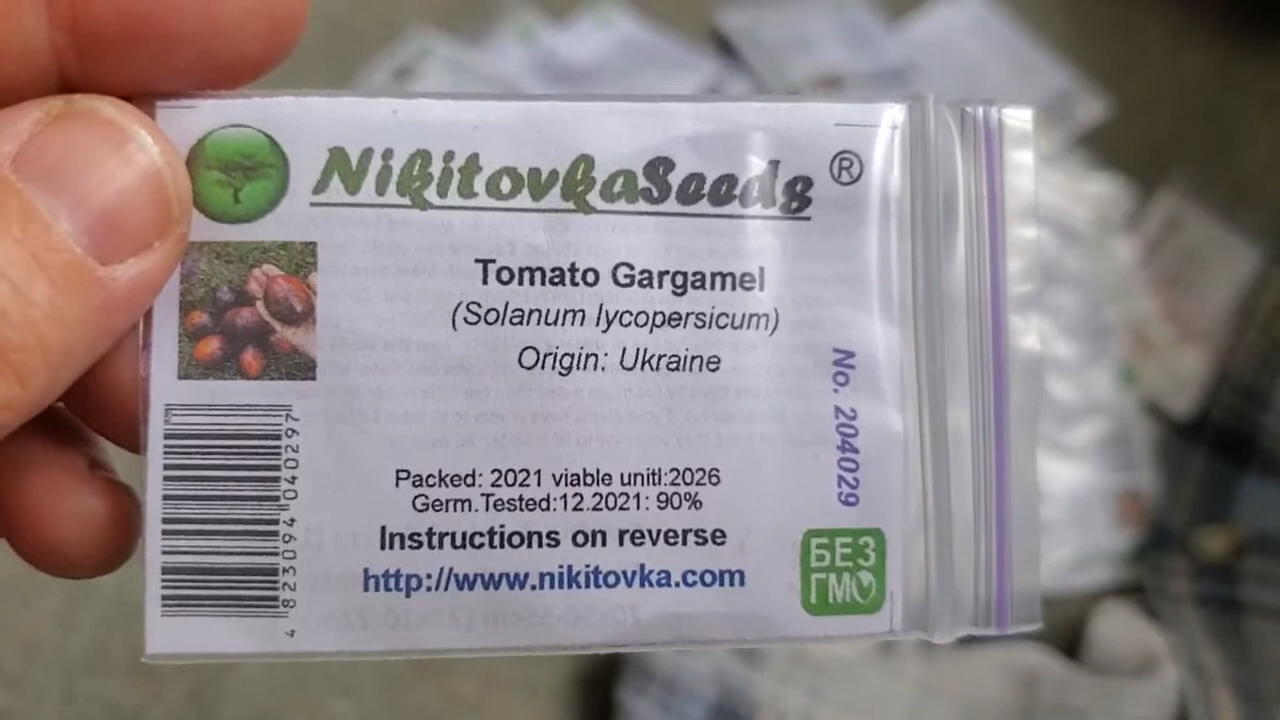 NikitovkaSeeds ®
Tomato Gargamel
(Solanum lycopersicum)
Origin: Ukraine
No. 204029
Packed: 2021 viable unitl:2026
Germ.Tested:12.2021: 90%
Instructions on reverse
http://www.nikitovka.com
4 823094 040297
БЕЗ
ГМО